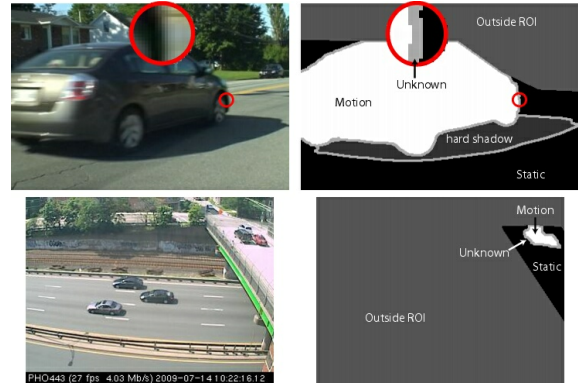 Outside ROI
Unknown
Motion
hard shadow
Static
Motion
Unknown
Static
Outside ROI
PHO443 (27 fps 4.03 Mb/s) 2009-07-14 10:22:16.12